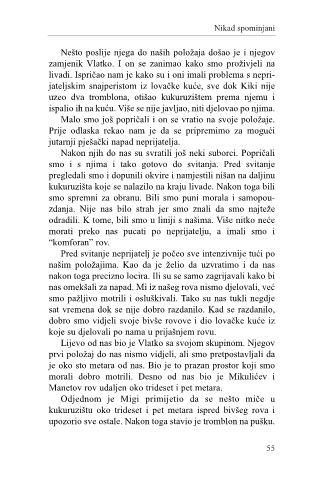 Nikad spominjani
Nešto poslije njega do naših položaja došao je i njegov
zamjenik Vlatko. I on se zanimao kako smo proživjeli na
livadi. Ispričao nam je kako su i oni imali problema s nepri-
jateljskim snajperistom iz lovačke kuće, sve dok Kiki nije
uzeo dva tromblona, otišao kukuruzištem prema njemu i
ispalio ih na kuću. Više se nije javljao, niti djelovao po njima.
Malo smo još popričali i on se vratio na svoje položaje.
Prije odlaska rekao nam je da se pripremimo za mogući
jutarnji pješački napad neprijatelja.
Nakon njih do nas su svratili još neki suborci. Popričali
smo i s njima i tako gotovo do svitanja. Pred svitanje
pregledali smo i dopunili okvire i namjestili nišan na daljinu
kukuruzišta koje se nalazilo na kraju livade. Nakon toga bili
smo spremni za obranu. Bili smo puni morala i samopou-
zdanja. Nije nas bilo strah jer smo znali da smo najteže
odradili. K tome, bili smo u liniji s našima. Više nitko neće
morati preko nas pucati po neprijatelju, a imali smo i
“komforan” rov.
Pred svitanje neprijatelj je počeo sve intenzivnije tući po
našim položajima. Kao da je želio da uzvratimo i da nas
nakon toga precizno locira. Ili su se samo zagrijavali kako bi
nas omekšali za napad. Mi iz našeg rova nismo djelovali, već
smo pažljivo motrili i osluškivali. Tako su nas tukli negdje
sat vremena dok se nije dobro razdanilo. Kad se razdanilo,
dobro smo vidjeli svoje bivše rovove i dio lovačke kuće iz
koje su djelovali po nama u prijašnjem rovu.
Lijevo od nas bio je Vlatko sa svojom skupinom. Njegov
prvi položaj do nas nismo vidjeli, ali smo pretpostavljali da
je oko sto metara od nas. Bio je to prazan prostor koji smo
morali dobro motrili. Desno od nas bio je Mikulićev i
Manetov rov udaljen oko trideset i pet metara.
Odjednom je Migi primijetio da se nešto miče u
kukuruzištu oko trideset i pet metara ispred bivšeg rova i
upozorio sve ostale. Nakon toga stavio je tromblon na pušku.
55